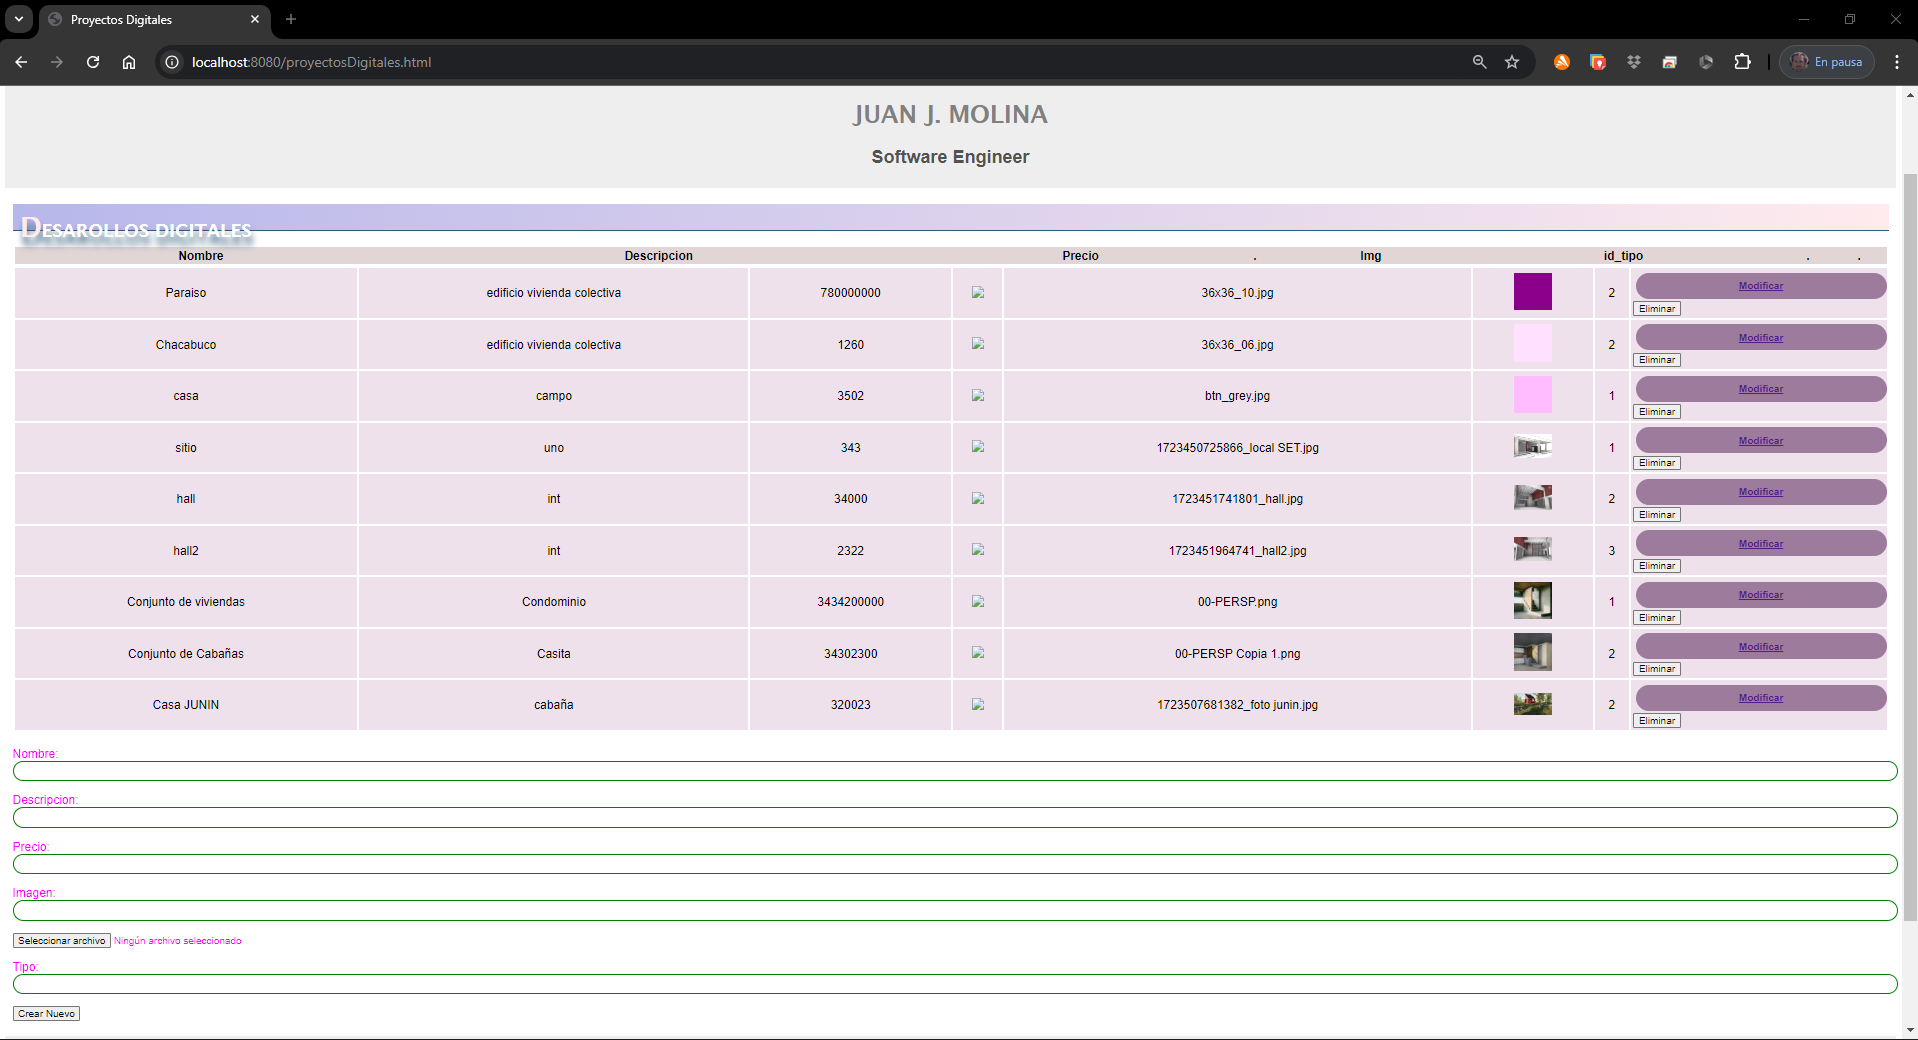 Proyectos Digitales
localhost:8080/proyectosDigitales.html
En pausa
JUAN J. MOLINA
Software Engineer
Desarollos digitales
Nombre Descripcion Precio . Img id_tipo . .
Paraiso edificio vivienda colectiva 780000000 36x36_10.jpg 2 Modificar
Eliminar
Chacabuco edificio vivienda colectiva 1260 36x36_06.jpg 2 Modificar
Eliminar
casa campo 3502 btn_grey.jpg 1 Modificar
Eliminar
sitio uno 343 1723450725866_local SET.jpg 1 Modificar
Eliminar
hall int 34000 1723451741801_hall.jpg 2 Modificar
Eliminar
hall2 int 2322 1723451964741_hall2.jpg 3 Modificar
Eliminar
Conjunto de viviendas Condominio 3434200000 00-PERSP.png 1 Modificar
Eliminar
Conjunto de Cabañas Casita 34302300 00-PERSP Copia 1.png 2 Modificar
Eliminar
Casa JUNIN cabaña 320023 1723507681382_foto junin.jpg 2 Modificar
Eliminar
Nombre:
Descripcion:
Precio:
Imagen:
Seleccionar archivo Ningún archivo seleccionado
Tipo:
Crear Nuevo